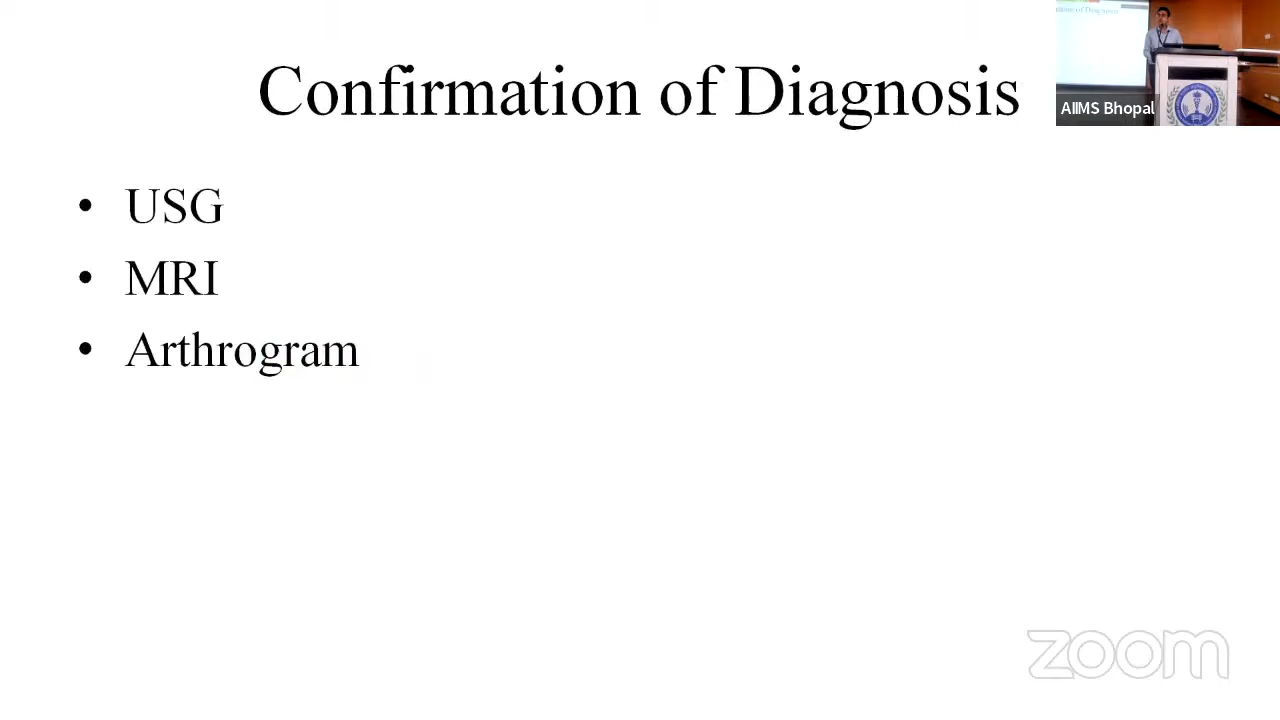 Confirmation of Diagnosis
• USG
• MRI
• Arthrogram
AIIMS Bhopal
zoom